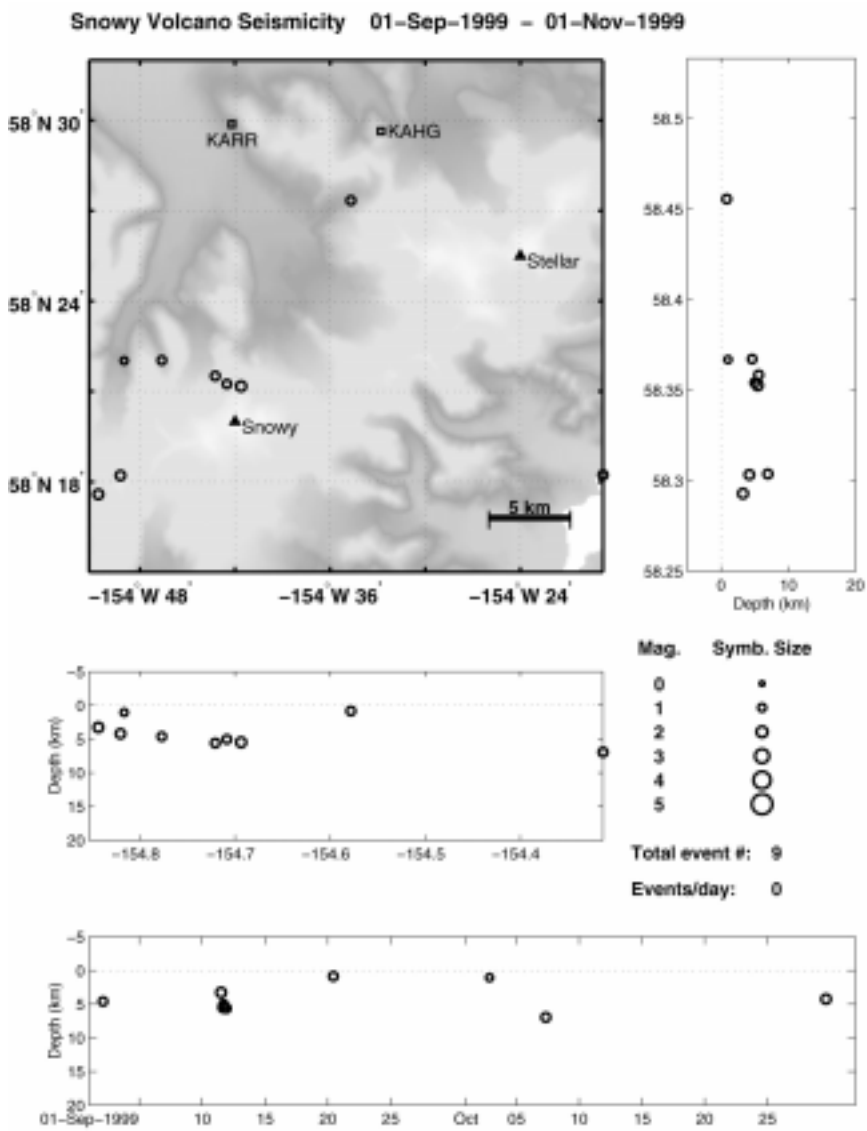 Snowy Volcano Seismicity 01-Sep-1999 - 01-Nov-1999
58°N 30'
KARR
KAHG
Stellar
58°N 24'
Snowy
58°N 18'
5 km
-154°W 48' -154°W 36' -154°W 24'
58.5
58.45
58.4
58.35
58.3
58.25
0 10 20
Depth (km)
-5
0
5
10
15
20
Depth (km)
-154.8 -154.7 -154.6 -154.5 -154.4
Mag. Symb. Size
0
1
2
3
4
5
Total event #: 9
Events/day: 0
-5
0
5
10
15
20
Depth (km)
01-Sep-1999 10 15 20 25 Oct 05 10 15 20 25